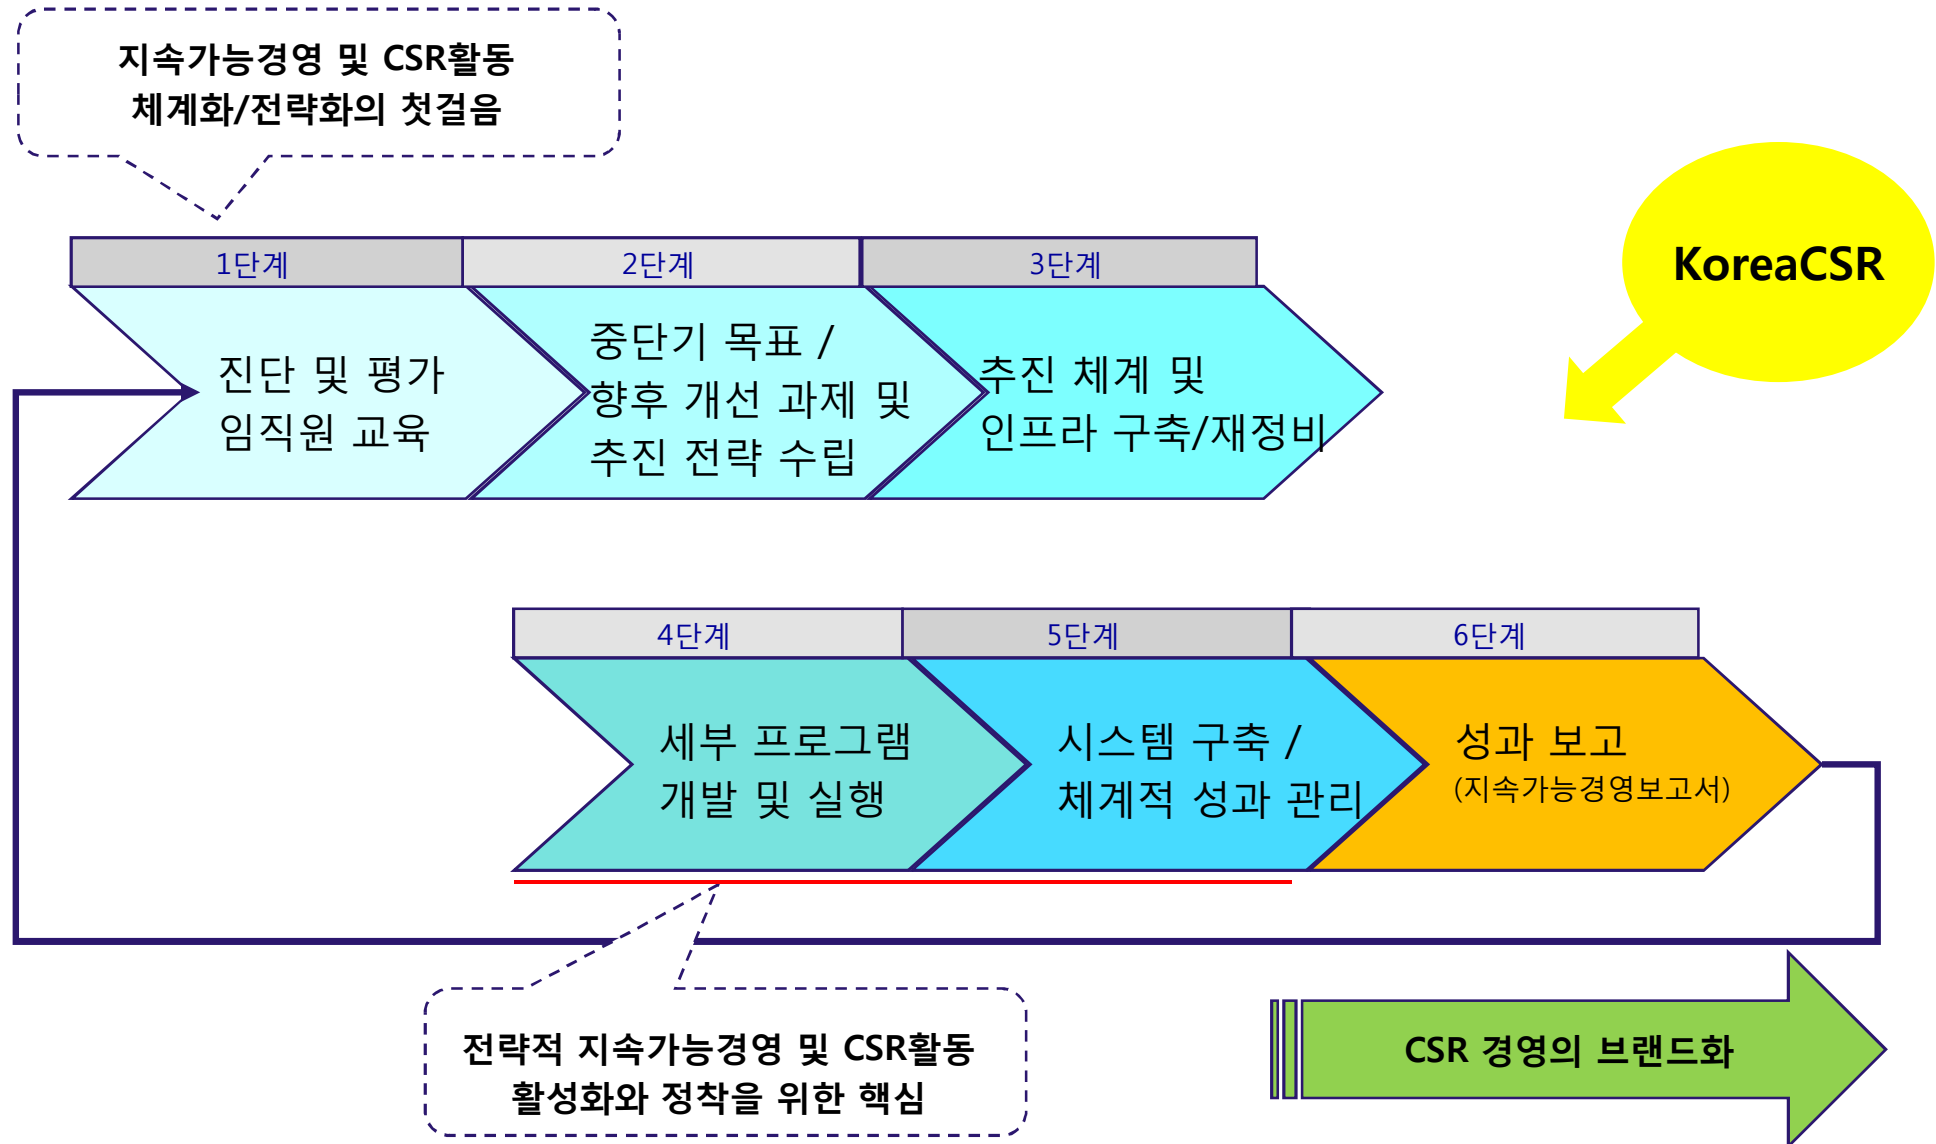 지속가능경영 및 CSR활동
체계화/전략화의 첫걸음
KoreaCSR
1단계
2단계
3단계
진단 및 평가
임직원 교육
중단기 목표 /
향후 개선 과제 및
추진 전략 수립
추진 체계 및
인프라 구축/재정비
4단계
5단계
6단계
세부 프로그램
개발 및 실행
시스템 구축 /
체계적 성과 관리
성과 보고
(지속가능경영보고서)
전략적 지속가능경영 및 CSR활동
활성화와 정착을 위한 핵심
CSR 경영의 브랜드화